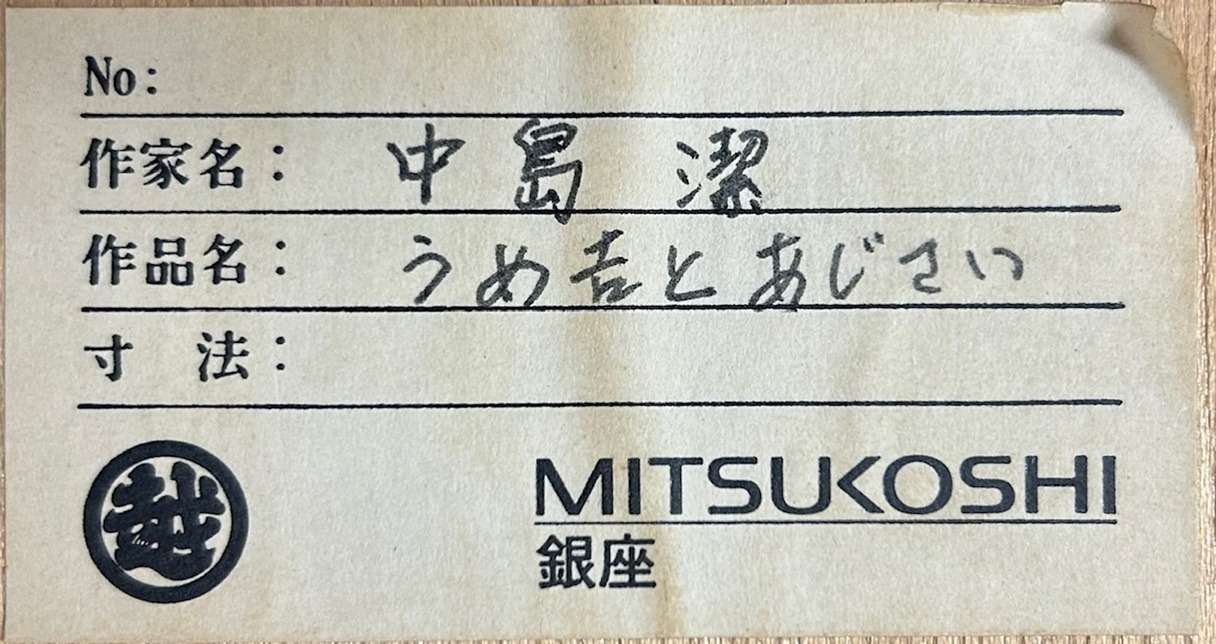 No:
作家名: 中島 潔
作品名: うめ吉とあじさい
寸 法:
越
MITSUKOSHI
銀座